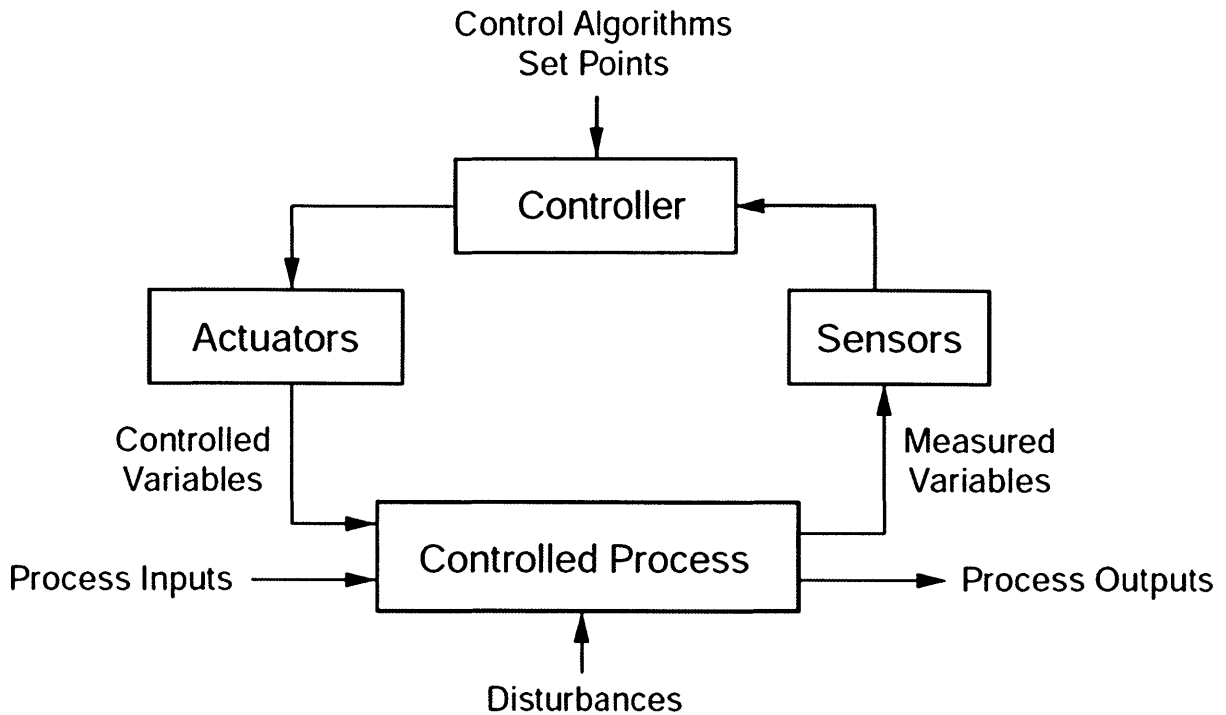 Control Algorithms
Set Points
Controller
Actuators
Sensors
Controlled
Variables
Measured
Variables
Controlled Process
Process Inputs
Process Outputs
Disturbances